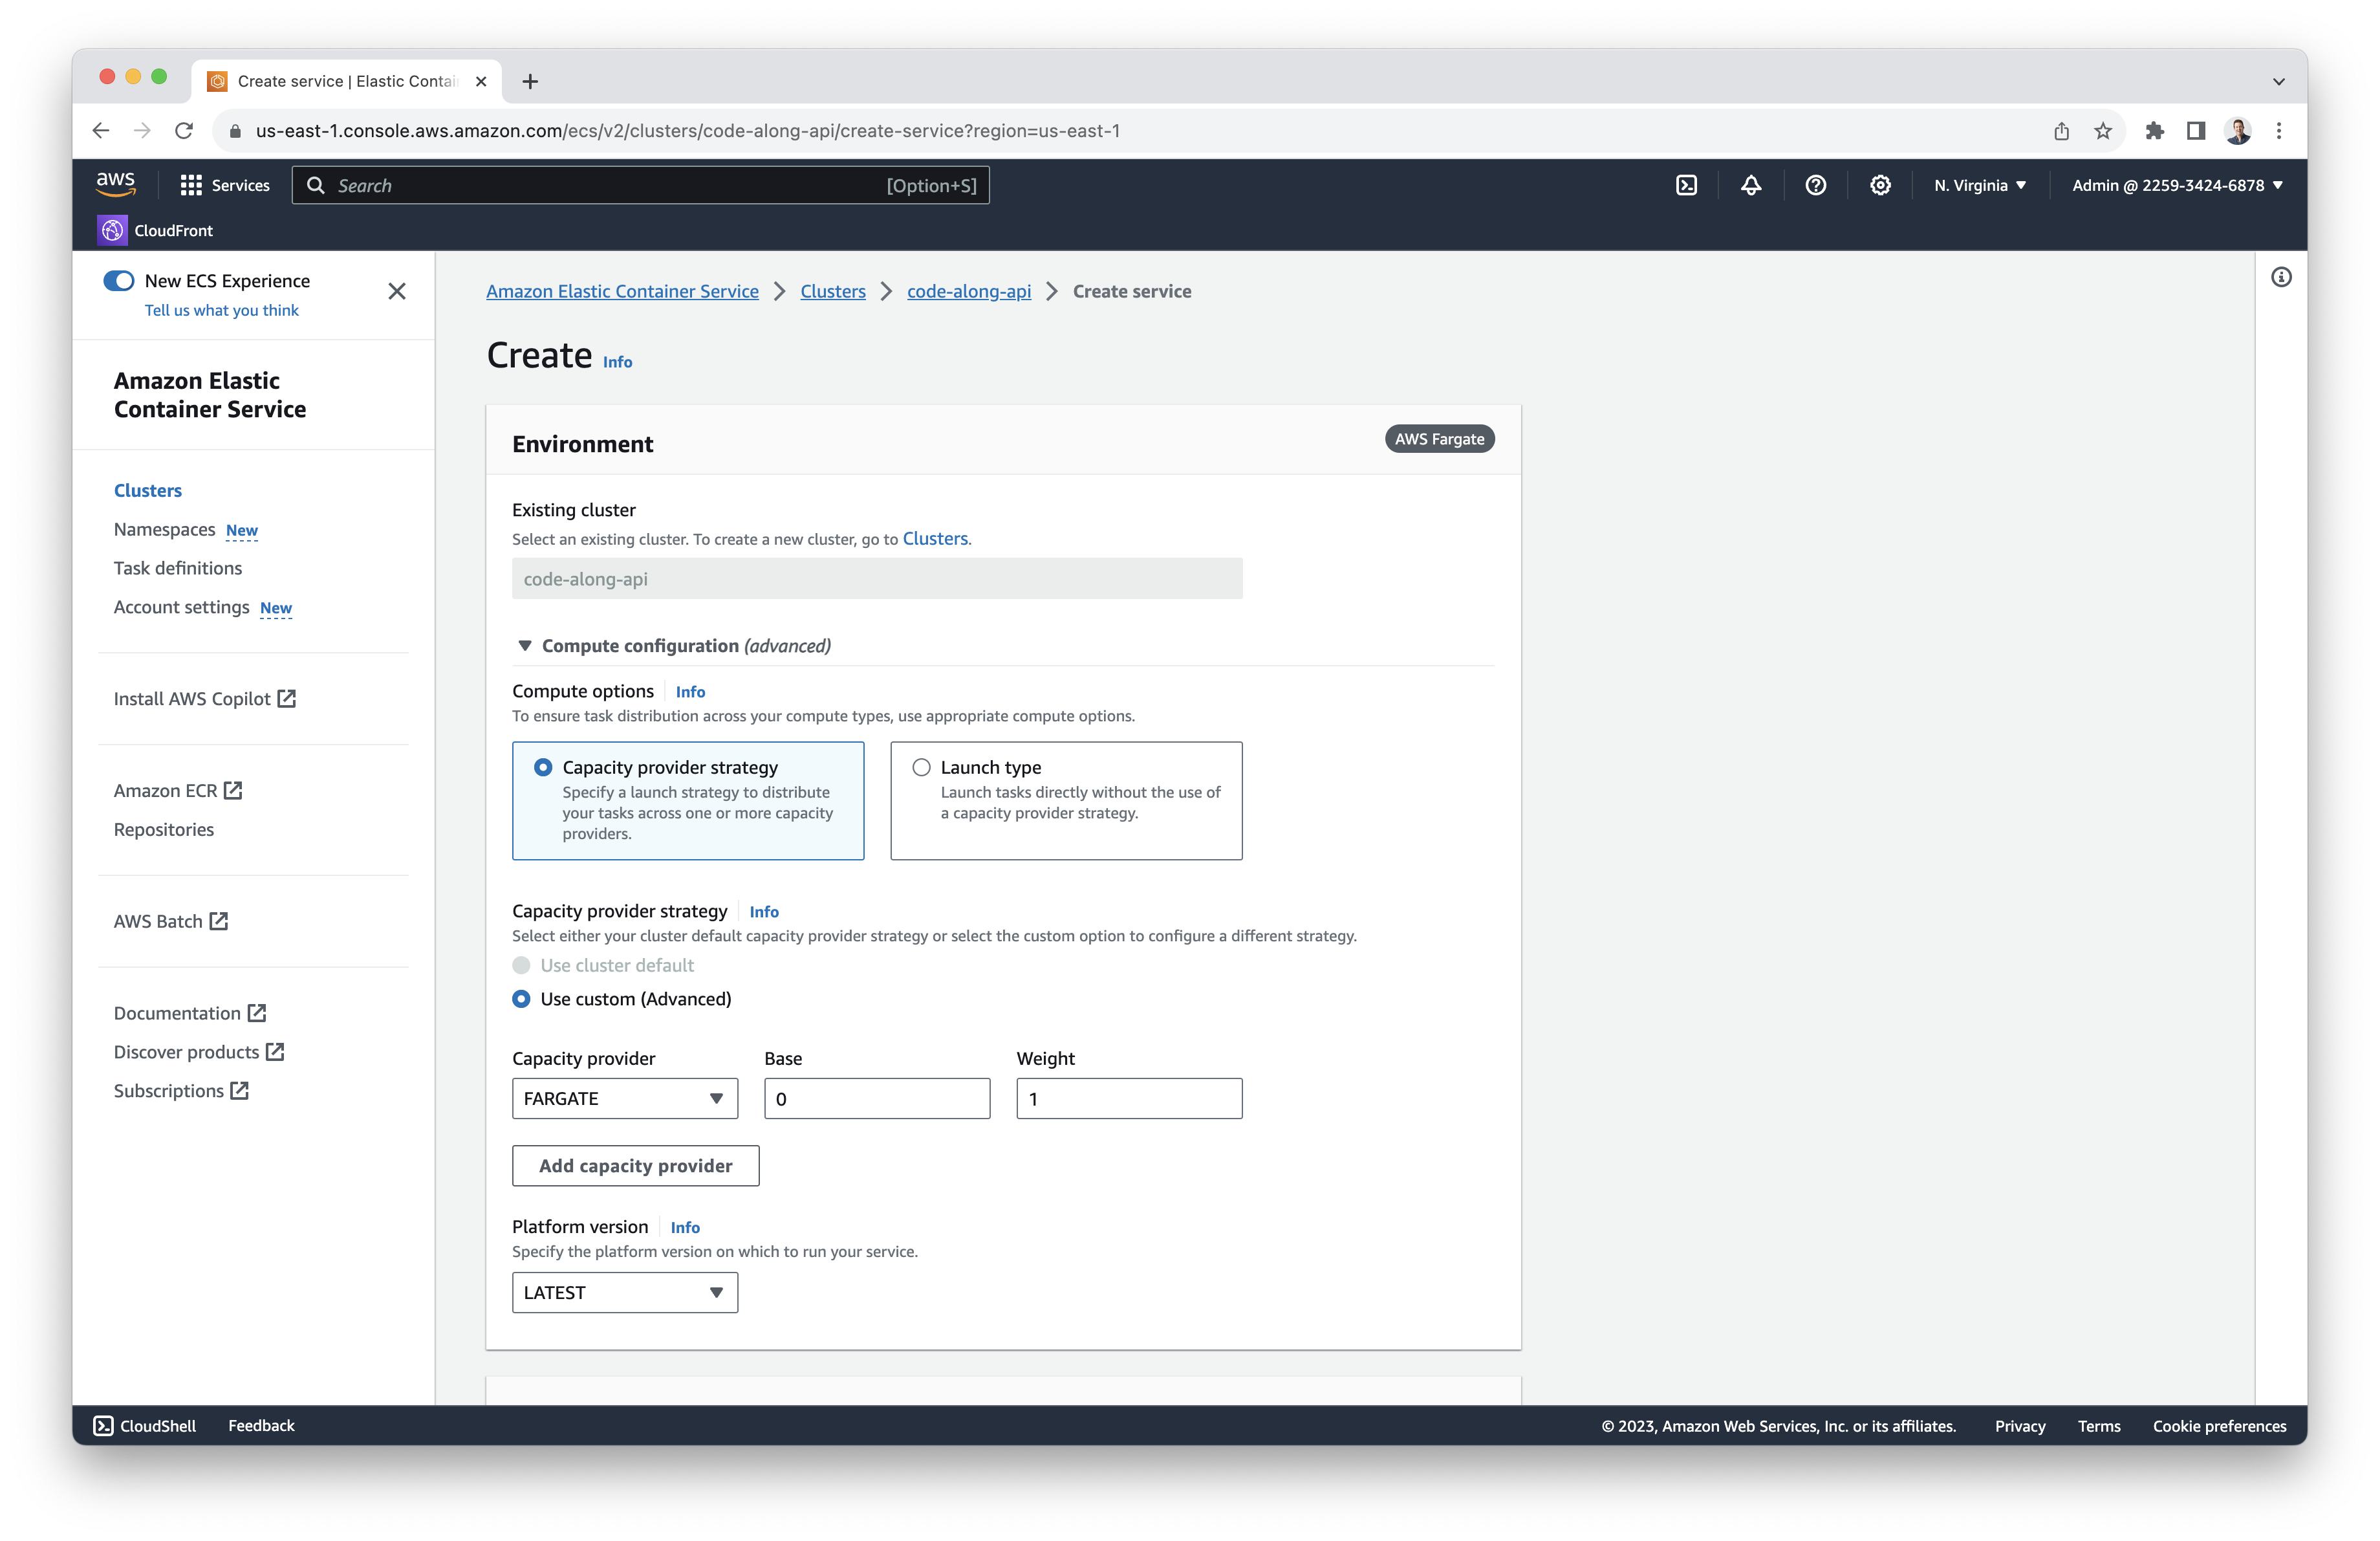 Create service | Elastic Contai
us-east-1.console.aws.amazon.com/ecs/v2/clusters/code-along-api/create-service?region=us-east-1
aws
Services
Search
[Option+S]
N. Virginia
Admin @ 2259-3424-6878
CloudFront
New ECS Experience
Tell us what you think
Amazon Elastic
Container Service
Clusters
Namespaces New
Task definitions
Account settings New
Install AWS Copilot
Amazon ECR
Repositories
AWS Batch
Documentation
Discover products
Subscriptions
Amazon Elastic Container Service
Clusters
code-along-api
Create service
Create Info
Environment
AWS Fargate
Existing cluster
Select an existing cluster. To create a new cluster, go to Clusters.
code-along-api
Compute configuration (advanced)
Compute options Info
To ensure task distribution across your compute types, use appropriate compute options.
Capacity provider strategy
Specify a launch strategy to distribute
your tasks across one or more capacity
providers.
Launch type
Launch tasks directly without the use of
a capacity provider strategy.
Capacity provider strategy Info
Select either your cluster default capacity provider strategy or select the custom option to configure a different strategy.
Use cluster default
Use custom (Advanced)
Capacity provider
Base
Weight
FARGATE
0
1
Add capacity provider
Platform version Info
Specify the platform version on which to run your service.
LATEST
CloudShell
Feedback
© 2023, Amazon Web Services, Inc. or its affiliates.
Privacy
Terms
Cookie preferences